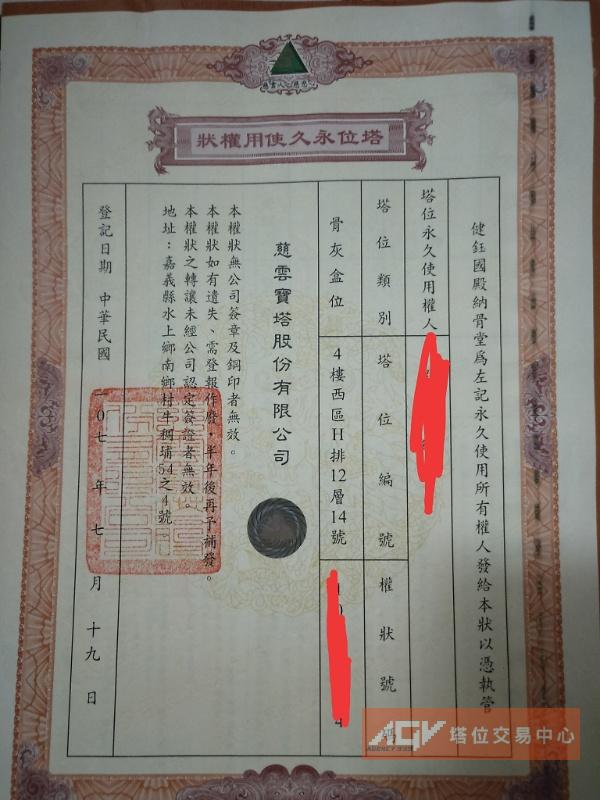 塔位永久使用權狀
健鈺國殿納骨堂為左記永久使用所有權人發給本狀以憑執管
塔位永久使用權人
塔位類別
塔位編號
權狀號
骨灰盒位
4樓西區H排12層14號
慈雲寶塔股份有限公司
本權狀無公司簽章及鋼印者無效。
本權狀如有遺失、需登報作廢，半年後再予補發。
本權狀之轉讓未經公司認定簽證者無效。
地址：嘉義縣水上鄉南鄉村牛稠埔54之4號
登記日期 中華民國一0七年七月十九日
AGV 塔位交易中心